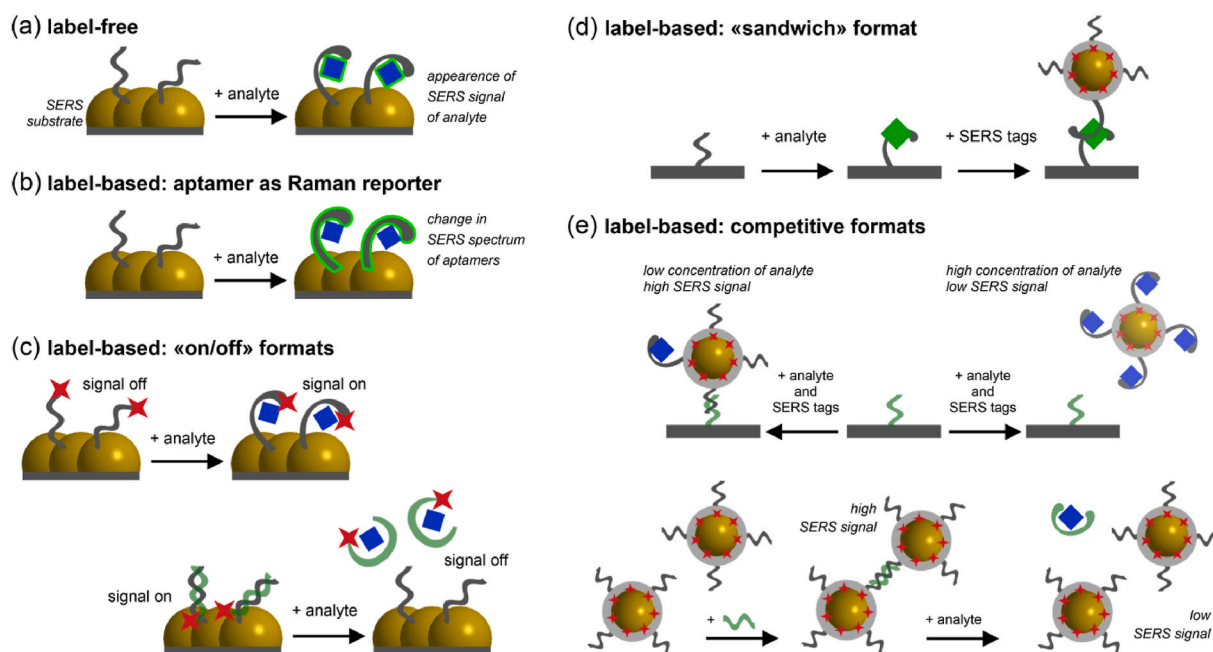 (a) label-free
SERS
substrate
+ analyte
appearence of
SERS signal
of analyte
(b) label-based: aptamer as Raman reporter
+ analyte
change in
SERS spectrum
of aptamers
(c) label-based: «on/off» formats
signal off
+ analyte
signal on
signal on
+ analyte
signal off
(d) label-based: «sandwich» format
+ analyte
+ SERS tags
(e) label-based: competitive formats
low concentration of analyte
high SERS signal
high concentration of analyte
low SERS signal
+ analyte
and
SERS tags
+ analyte
and
SERS tags
+
high
SERS signal
+ analyte
low
SERS signal